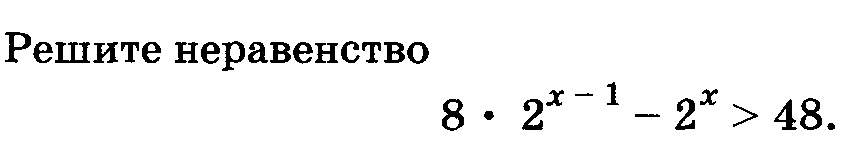 Решите неравенство
8 · 2^{x – 1} – 2^x > 48.